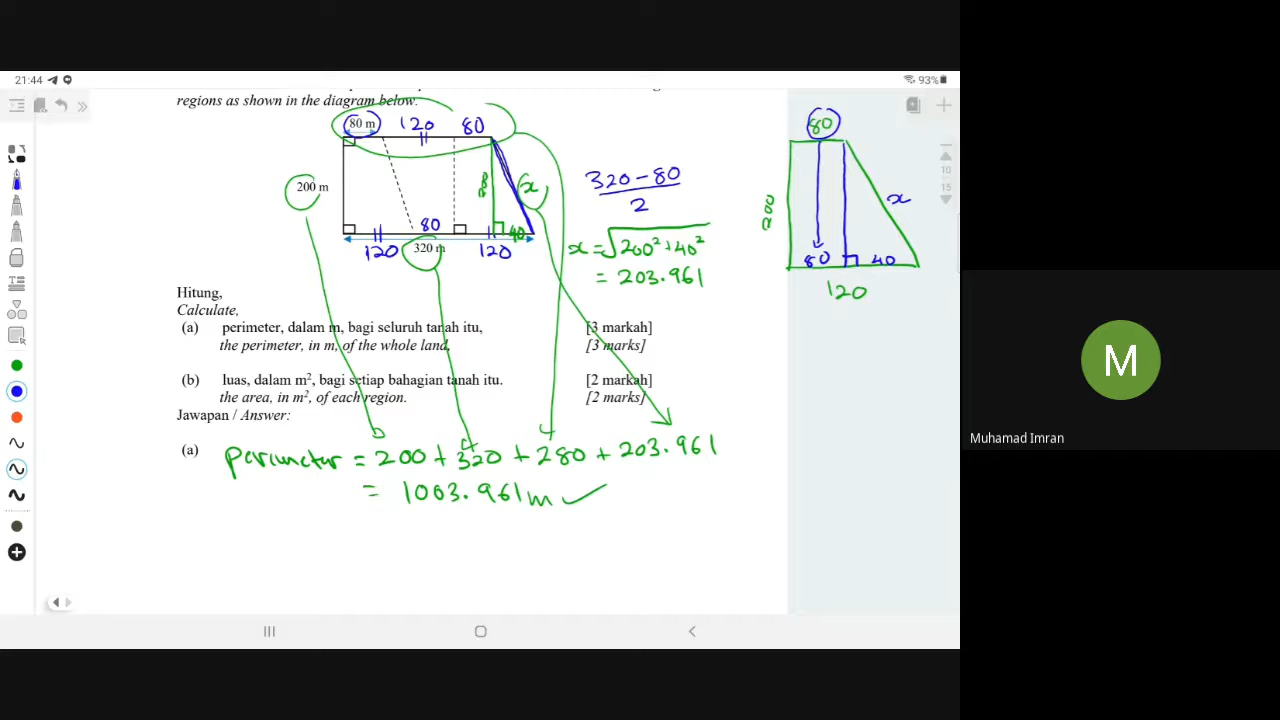 21:44
93%
regions as shown in the diagram below.
80 m 120 80
200 m
200
x
80
40
120 320 m 120
320-80
2
x = √200²+40²
= 203.961
80
200
x
80 40
120
10
15
Hitung,
Calculate,
(a) perimeter, dalam m, bagi seluruh tanah itu, [3 markah]
the perimeter, in m, of the whole land, [3 marks]
(b) luas, dalam m², bagi setiap bahagian tanah itu. [2 markah]
the area, in m², of each region. [2 marks]
Jawapan / Answer:
(a) perimeter = 200 + 320 + 280 + 203.961
= 1003.961m ✓
M
Muhamad Imran